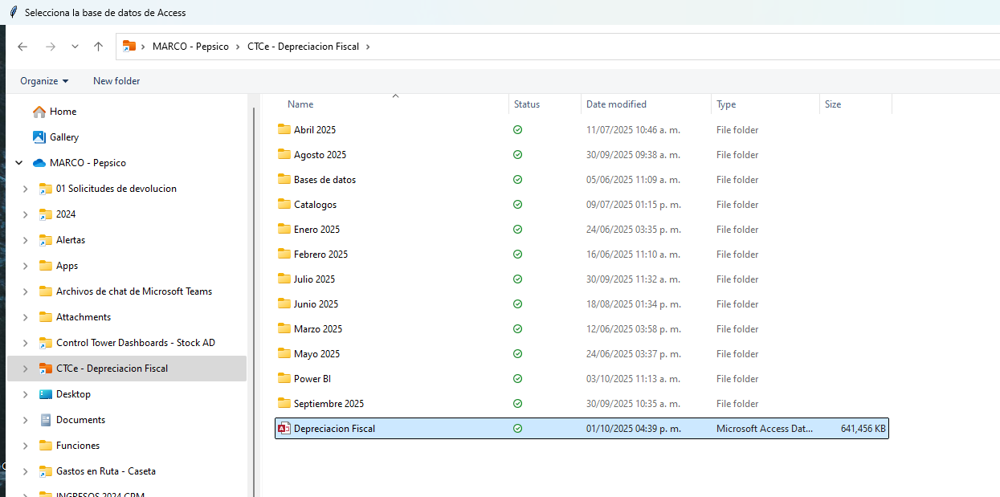 Selecciona la base de datos de Access
MARCO - Pepsico > CTCe - Depreciacion Fiscal >
Organize New folder
Name Status Date modified Type Size
Home
Gallery
MARCO - Pepsico
01 Solicitudes de devolucion
2024
Alertas
Apps
Archivos de chat de Microsoft Teams
Attachments
Control Tower Dashboards - Stock AD
CTCe - Depreciacion Fiscal
Desktop
Documents
Funciones
Gastos en Ruta - Caseta
INGRESOS 2024 CRM
Abril 2025 11/07/2025 10:46 a. m. File folder
Agosto 2025 30/09/2025 09:38 a. m. File folder
Bases de datos 05/06/2025 11:09 a. m. File folder
Catalogos 09/07/2025 01:15 p. m. File folder
Enero 2025 24/06/2025 03:35 p. m. File folder
Febrero 2025 16/06/2025 11:10 a. m. File folder
Julio 2025 30/09/2025 11:32 a. m. File folder
Junio 2025 18/08/2025 01:34 p. m. File folder
Marzo 2025 12/06/2025 03:58 p. m. File folder
Mayo 2025 24/06/2025 03:37 p. m. File folder
Power BI 03/10/2025 11:13 a. m. File folder
Septiembre 2025 30/09/2025 10:35 a. m. File folder
Depreciacion Fiscal 01/10/2025 04:39 p. m. Microsoft Access Dat... 641,456 KB